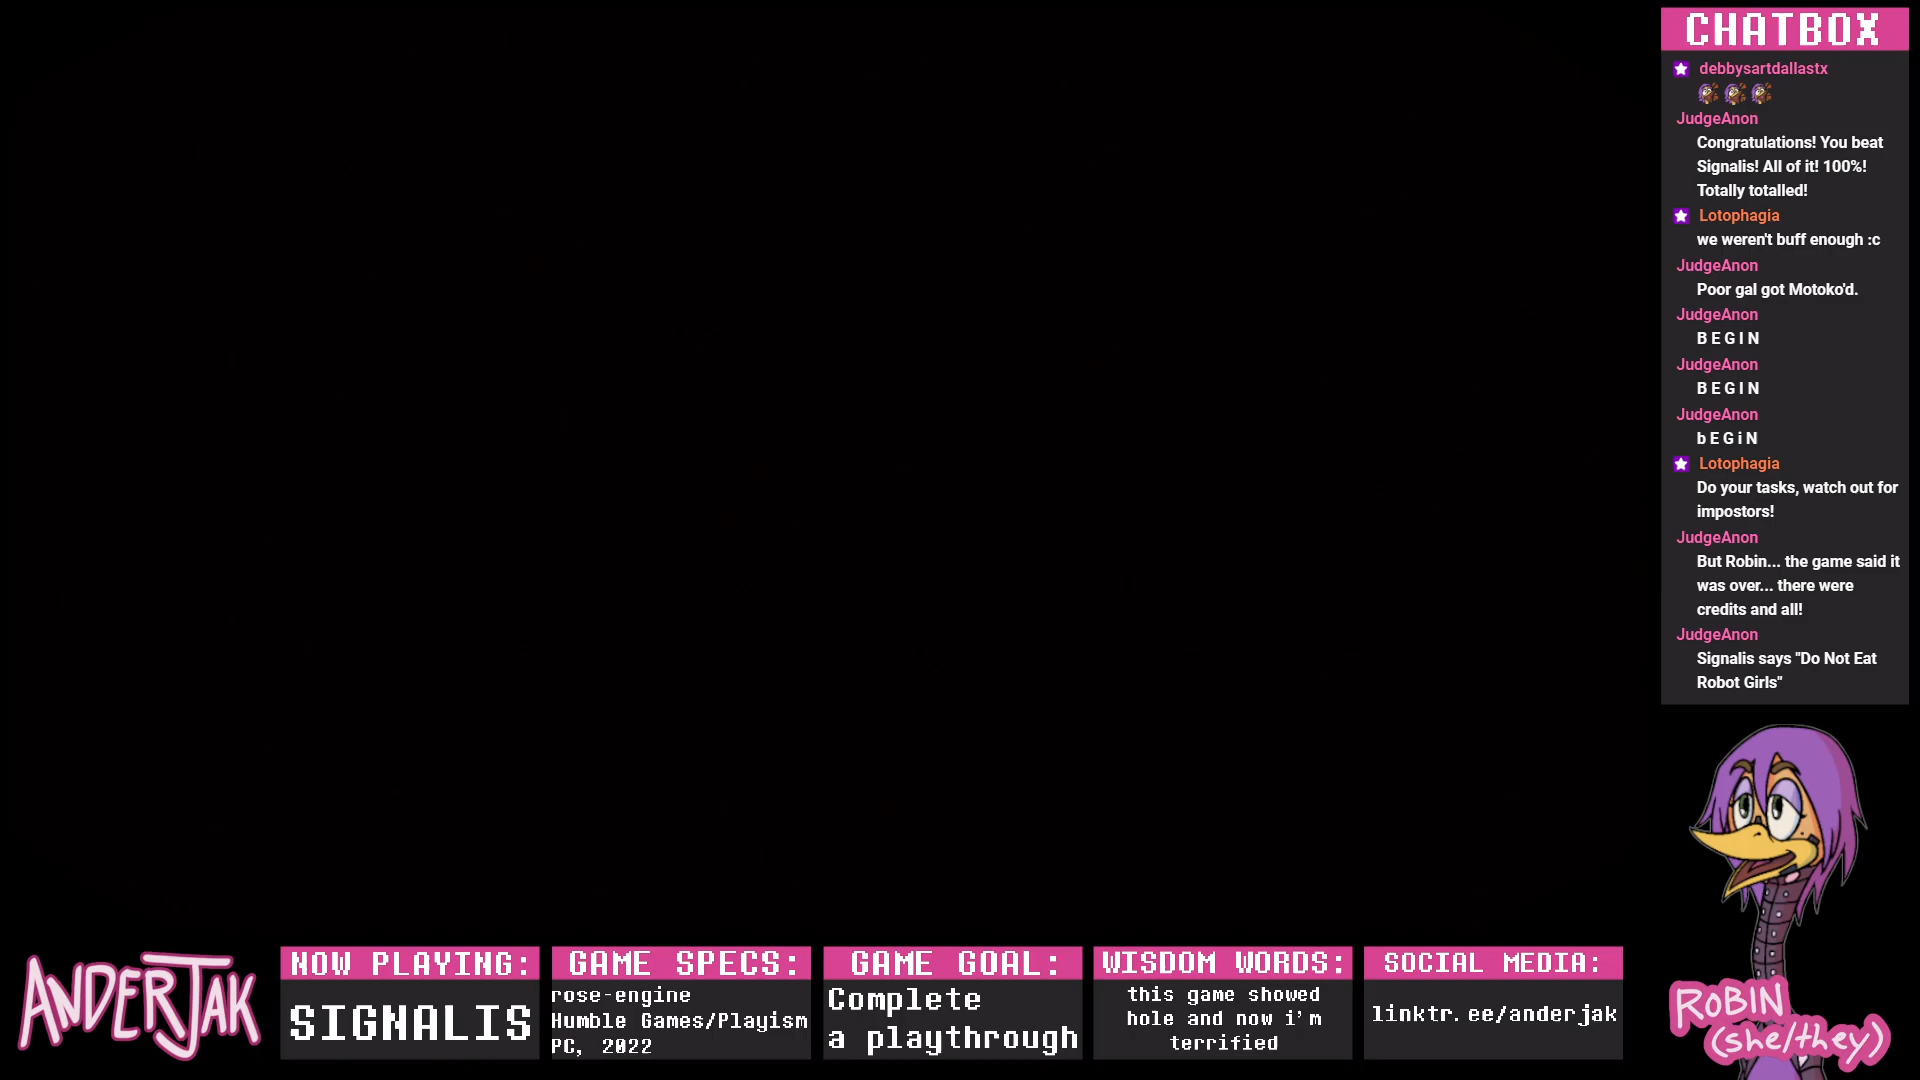 CHATBOX
debbysartdallastx
JudgeAnon
Congratulations! You beat
Signalis! All of it! 100%!
Totally totalled!
Lotophagia
we weren't buff enough :c
JudgeAnon
Poor gal got Motoko'd.
JudgeAnon
B E G I N
JudgeAnon
B E G I N
JudgeAnon
b E G i N
Lotophagia
Do your tasks, watch out for
impostors!
JudgeAnon
But Robin... the game said it
was over... there were
credits and all!
JudgeAnon
Signalis says "Do Not Eat
Robot Girls"
ANDERJAK
NOW PLAYING:
SIGNALIS
GAME SPECS:
rose-engine
Humble Games/Playism
PC, 2022
GAME GOAL:
Complete
a playthrough
WISDOM WORDS:
this game showed
hole and now i'm
terrified
SOCIAL MEDIA:
linktr.ee/anderjak
ROBIN
(she/they)